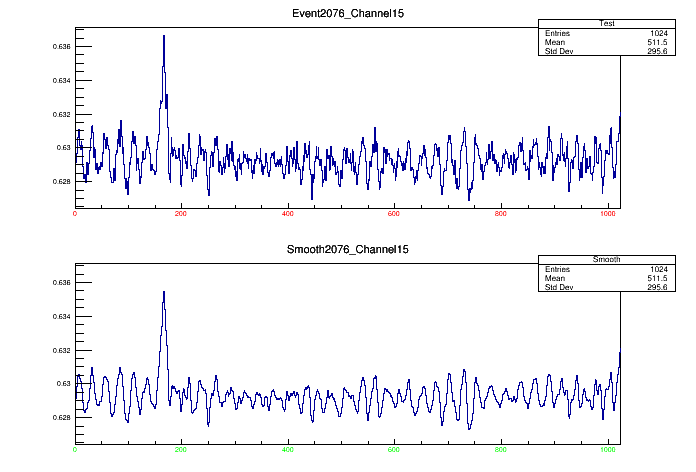 Event2076_Channel15
Test
Entries 1024
Mean 511.5
Std Dev 295.6
0.636
0.634
0.632
0.63
0.628
0 200 400 600 800 1000
Smooth2076_Channel15
Smooth
Entries 1024
Mean 511.5
Std Dev 295.6
0.636
0.634
0.632
0.63
0.628
0 200 400 600 800 1000